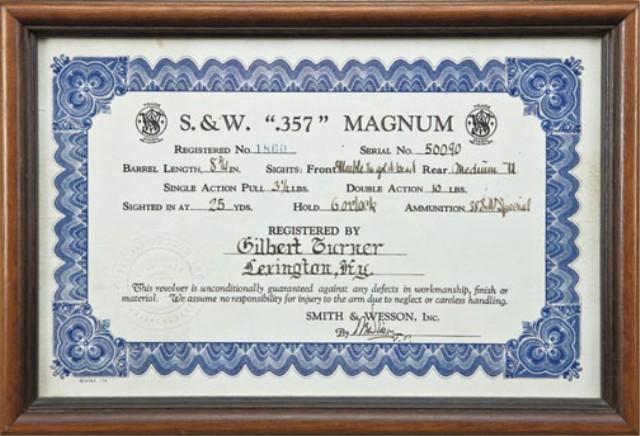 S. & W. ".357" MAGNUM
REGISTERED NO. 1860 SERIAL NO. 50090
BARREL LENGTH, 8¾ IN. SIGHTS: FRONT REAR Medium U
SINGLE ACTION PULL 3½ LBS. DOUBLE ACTION 10 LBS.
SIGHTED IN AT 25 YDS. HOLD 6 oclock AMMUNITION Special
REGISTERED BY
Gilbert Turner
Lexington, Ky.
This revolver is unconditionally guaranteed against any defects in workmanship, finish or
material. We assume no responsibility for injury to the arm due to neglect or careless handling.
SMITH & WESSON, INC.
By